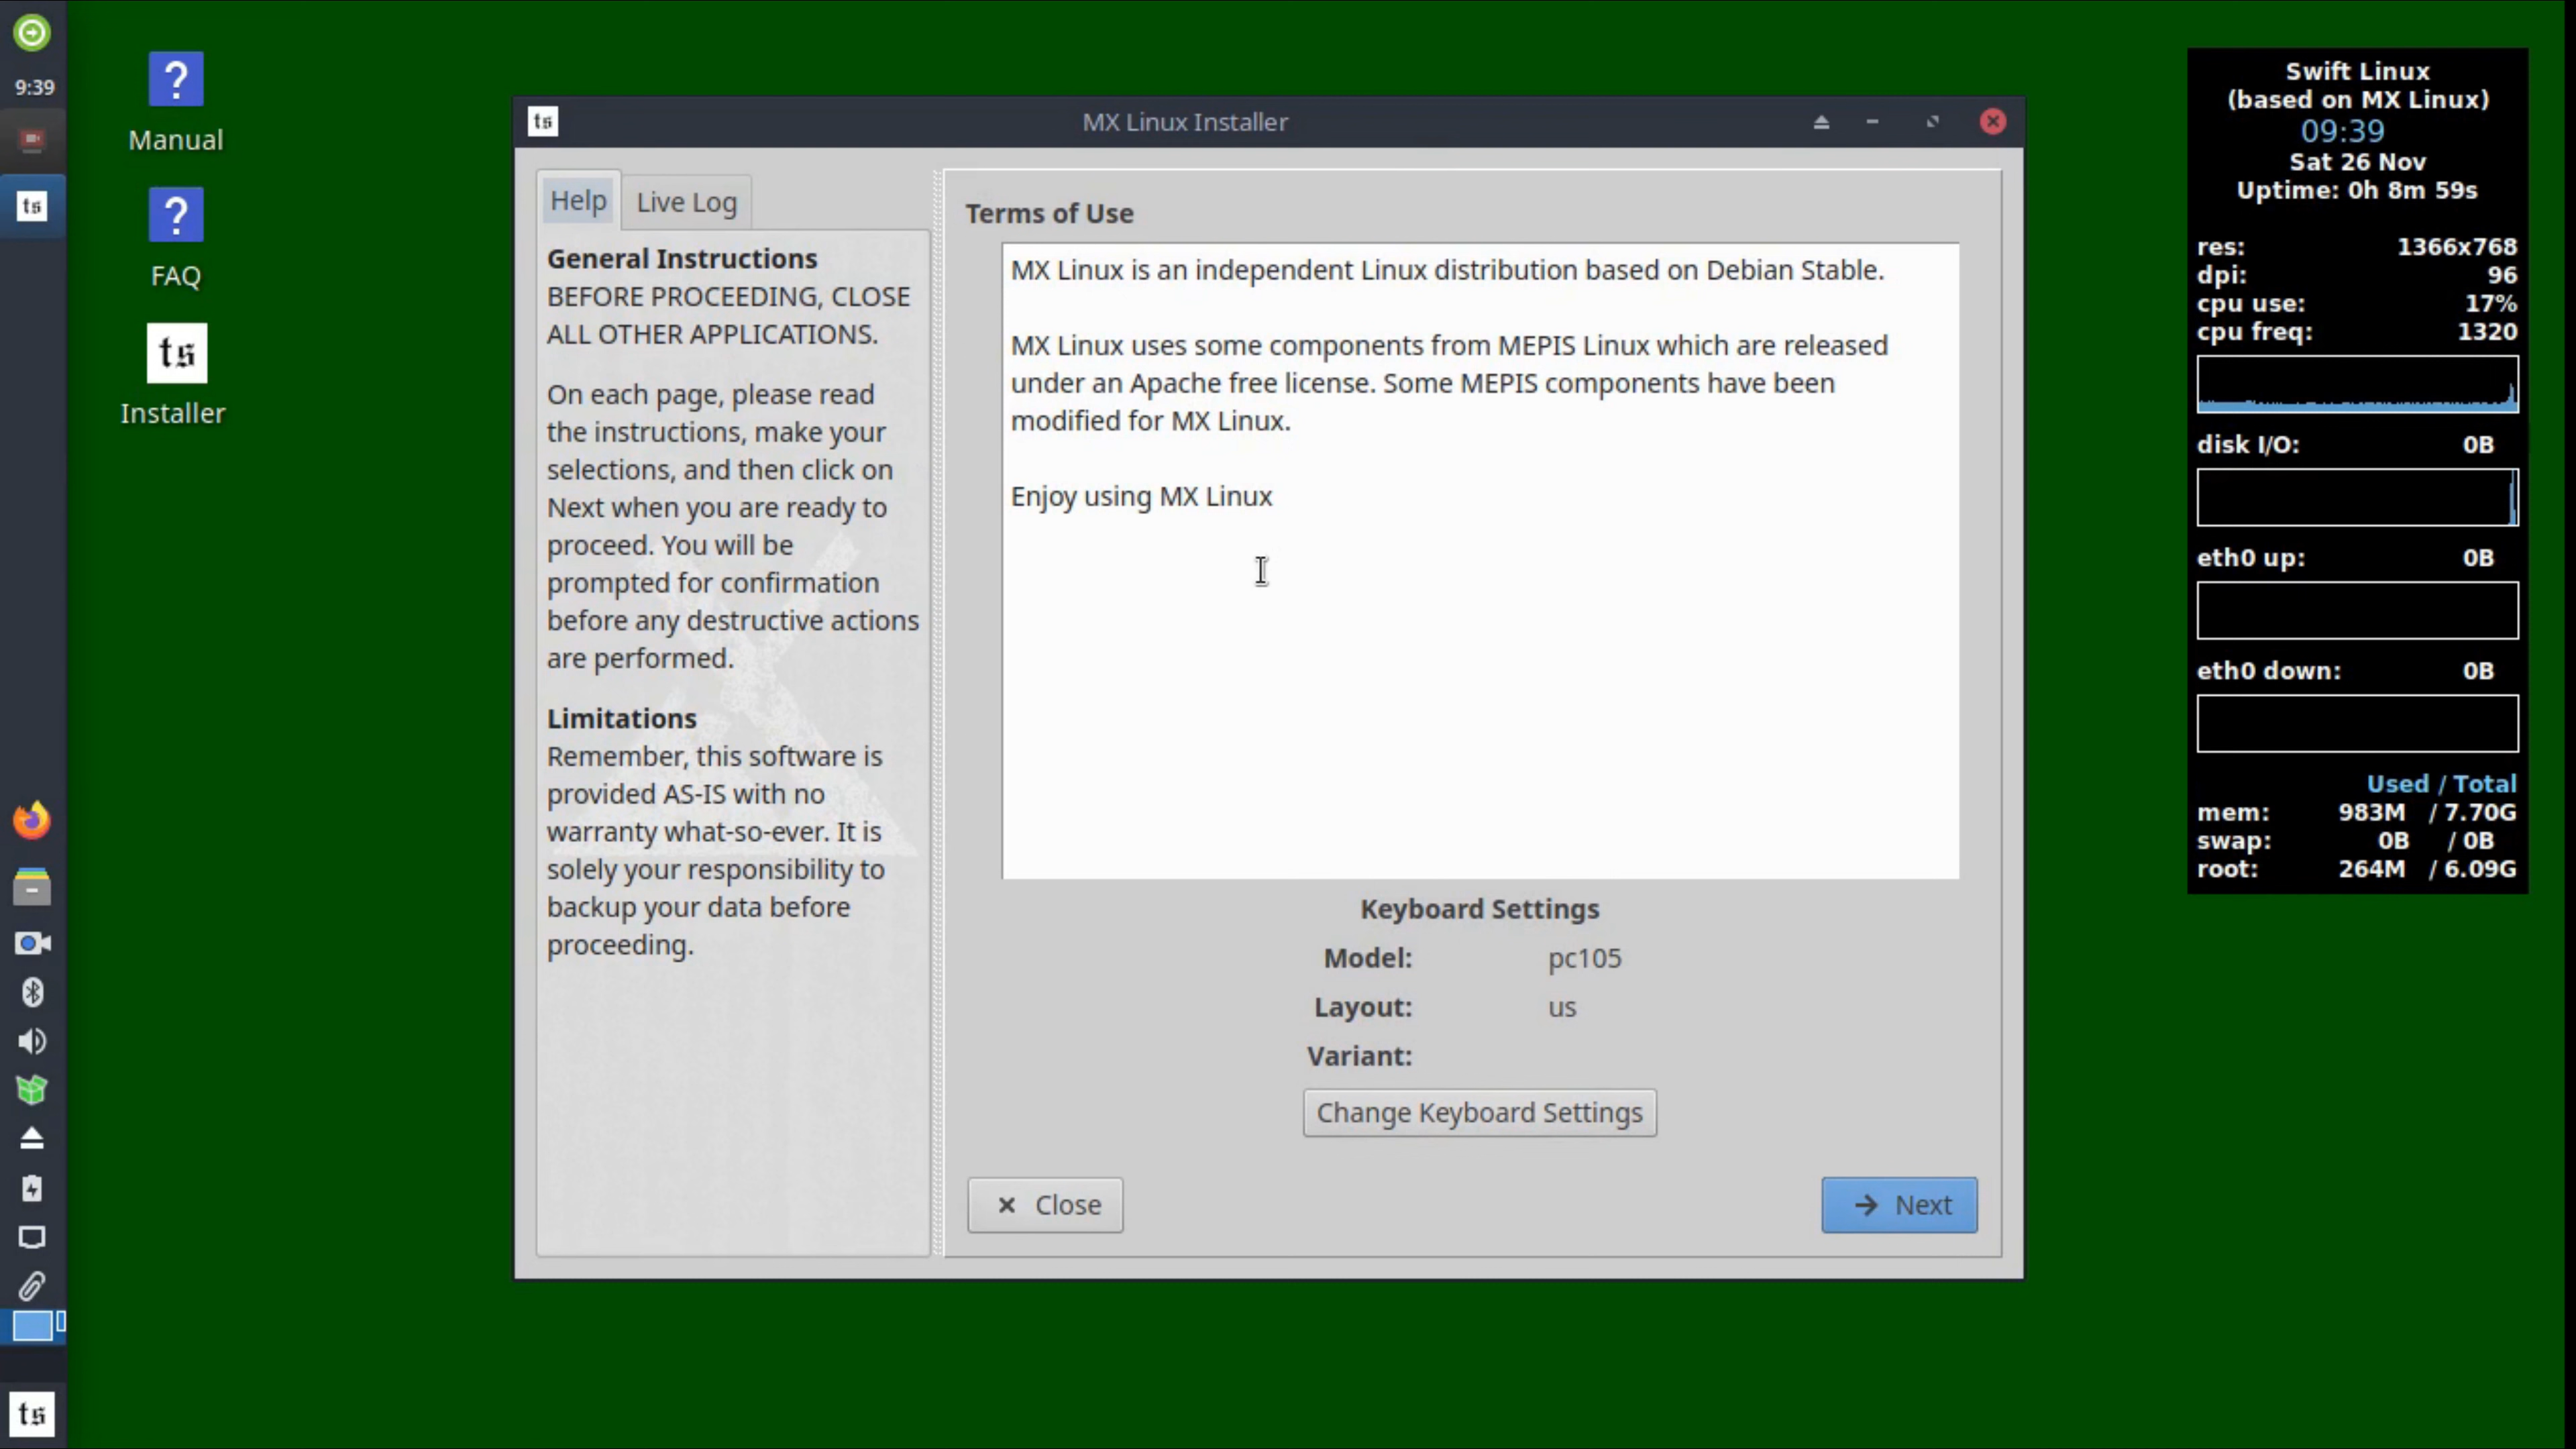 9:39
ts
Manual
FAQ
ts
Installer
ts
ts
MX Linux Installer
Help
Live Log
General Instructions
BEFORE PROCEEDING, CLOSE
ALL OTHER APPLICATIONS.
On each page, please read
the instructions, make your
selections, and then click on
Next when you are ready to
proceed. You will be
prompted for confirmation
before any destructive actions
are performed.
Limitations
Remember, this software is
provided AS-IS with no
warranty what-so-ever. It is
solely your responsibility to
backup your data before
proceeding.
Terms of Use
MX Linux is an independent Linux distribution based on Debian Stable.
MX Linux uses some components from MEPIS Linux which are released
under an Apache free license. Some MEPIS components have been
modified for MX Linux.
Enjoy using MX Linux
Keyboard Settings
Model: pc105
Layout: us
Variant:
Change Keyboard Settings
Close
Next
Swift Linux
(based on MX Linux)
09:39
Sat 26 Nov
Uptime: 0h 8m 59s
res: 1366x768
dpi: 96
cpu use: 17%
cpu freq: 1320
disk I/O: 0B
eth0 up: 0B
eth0 down: 0B
Used / Total
mem: 983M / 7.70G
swap: 0B / 0B
root: 264M / 6.09G
ts